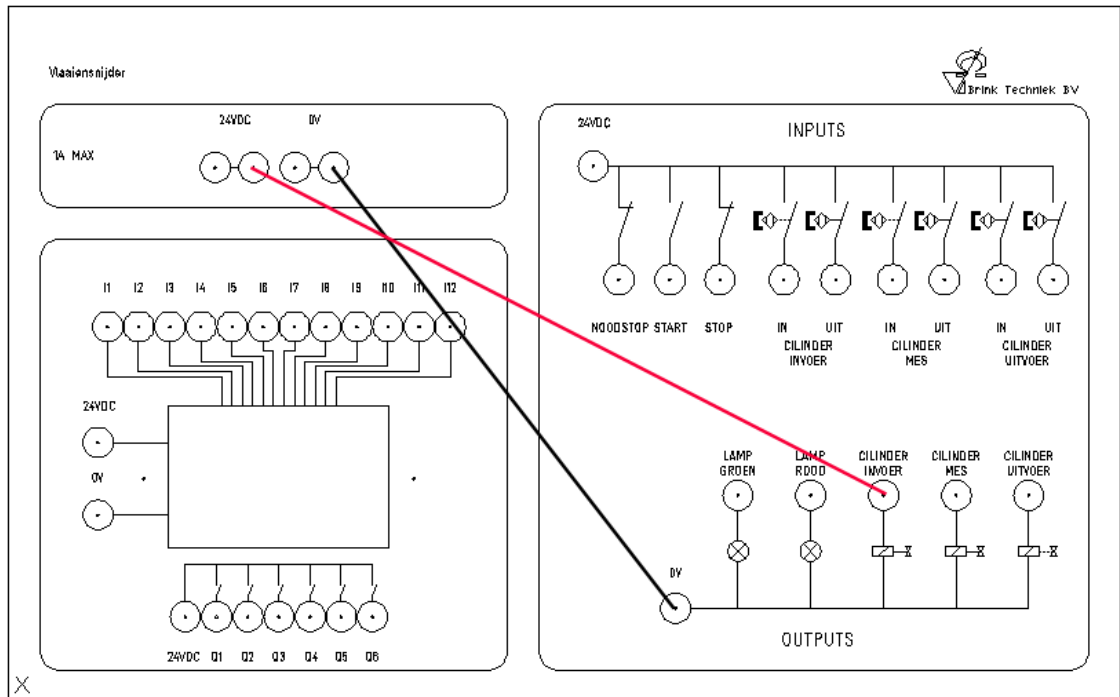 Vlaaiensnijder
Brink Techniek BV
24VDC 0V
1A MAX
24VDC
INPUTS
NOODSTOP START STOP IN UIT IN UIT IN UIT
CILINDER INVOER
CILINDER MES
CILINDER UITVOER
I1 I2 I3 I4 I5 I6 I7 I8 I9 I10 I11 I12
24VDC
0V
24VDC Q1 Q2 Q3 Q4 Q5 Q6
LAMP GROEN
LAMP ROOD
CILINDER INVOER
CILINDER MES
CILINDER UITVOER
0V
OUTPUTS
X